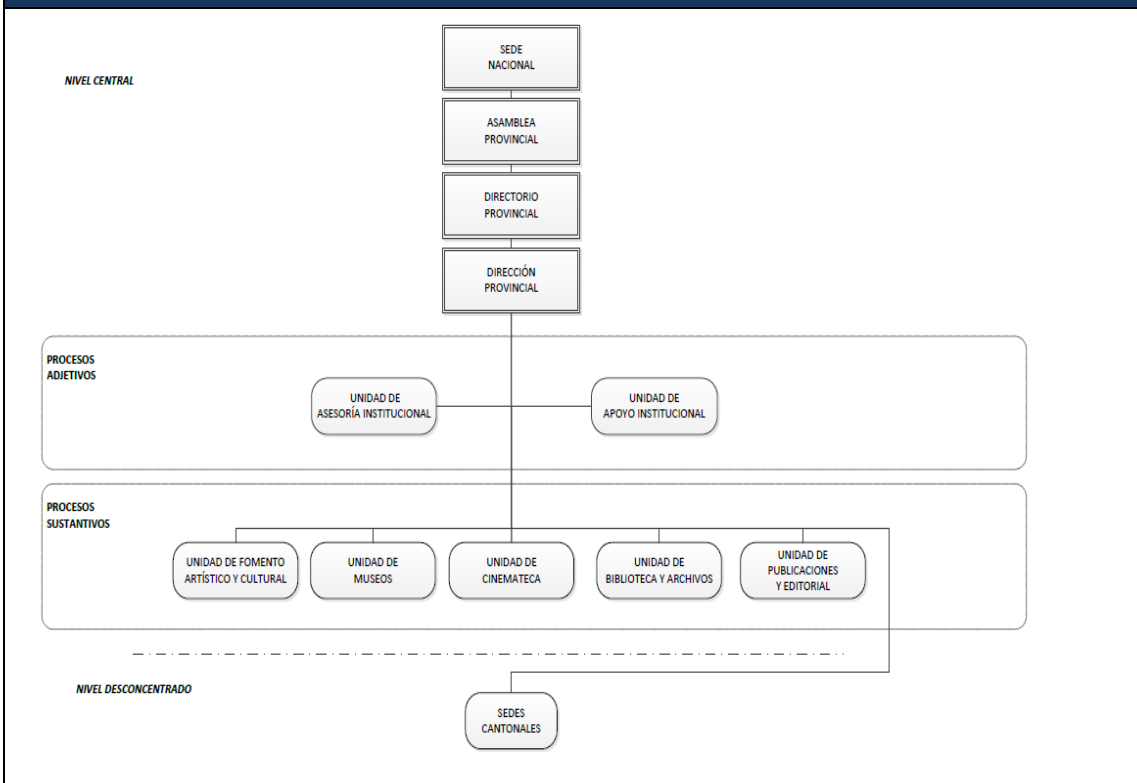 SEDE
NACIONAL
NIVEL CENTRAL
ASAMBLEA
PROVINCIAL
DIRECTORIO
PROVINCIAL
DIRECCIÓN
PROVINCIAL
PROCESOS
ADJETIVOS
UNIDAD DE
ASESORÍA INSTITUCIONAL
UNIDAD DE
APOYO INSTITUCIONAL
PROCESOS
SUSTANTIVOS
UNIDAD DE FOMENTO
ARTÍSTICO Y CULTURAL
UNIDAD DE
MUSEOS
UNIDAD DE
CINEMATECA
UNIDAD DE
BIBLIOTECA Y ARCHIVOS
UNIDAD DE
PUBLICACIONES
Y EDITORIAL
NIVEL DESCONCENTRADO
SEDES
CANTONALES